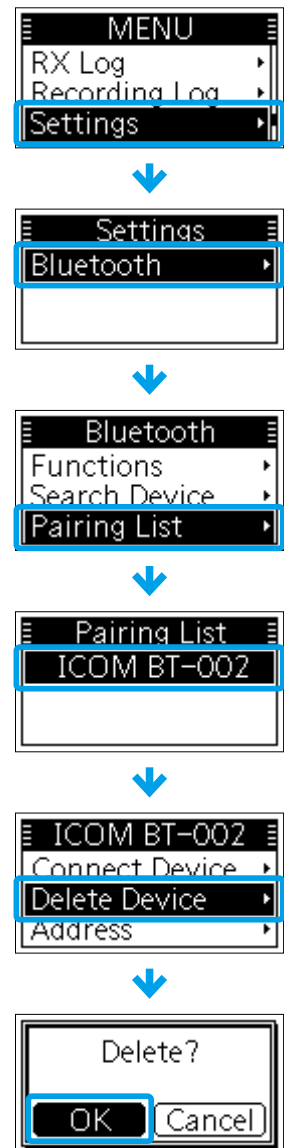 MENU
RX Log
Recording Log
Settings
Settings
Bluetooth
Bluetooth
Functions
Search Device
Pairing List
Pairing List
ICOM BT-002
ICOM BT-002
Connect Device
Delete Device
Address
Delete?
OK Cancel